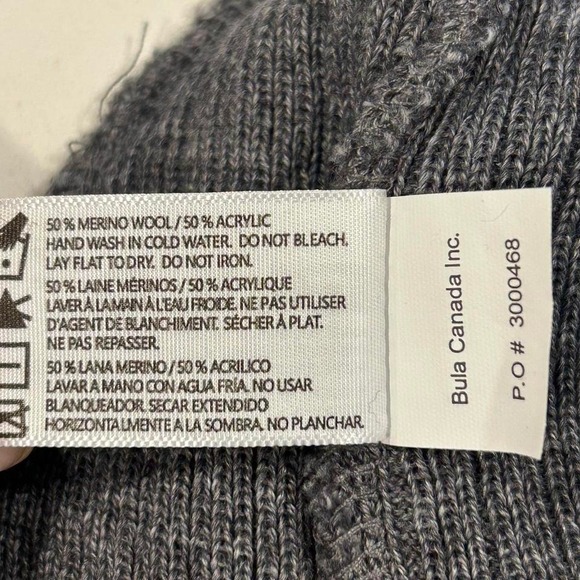 50 % MERINO WOOL / 50 % ACRYLIC
HAND WASH IN COLD WATER. DO NOT BLEACH.
LAY FLAT TO DRY. DO NOT IRON.
50 % LAINE MÉRINOS / 50 % ACRYLIQUE
LAVER À LA MAIN À L'EAU FROIDE. NE PAS UTILISER
D'AGENT DE BLANCHIMENT. SÉCHER À PLAT.
NE PAS REPASSER.
50 % LANA MERINO / 50 % ACRILICO
LAVAR A MANO CON AGUA FRÍA. NO USAR
BLANQUEADOR. SECAR EXTENDIDO
HORIZONTALMENTE A LA SOMBRA. NO PLANCHAR.
Bula Canada Inc.
P.O # 3000468